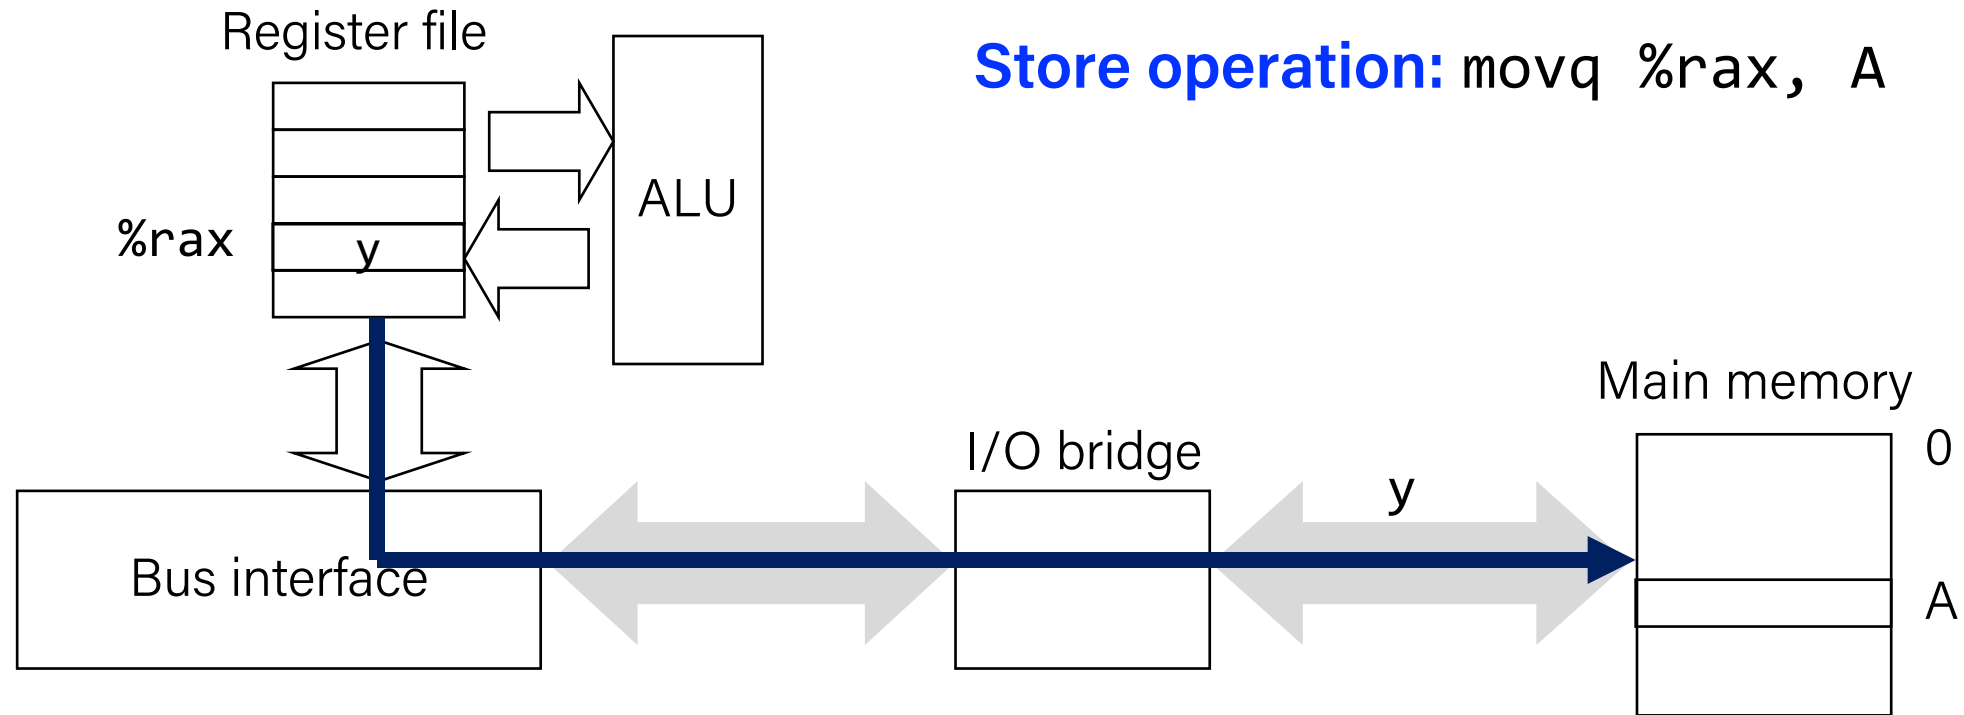 Register file
Store operation: movq %rax, A
ALU
%rax
y
Main memory
I/O bridge
0
y
Bus interface
A